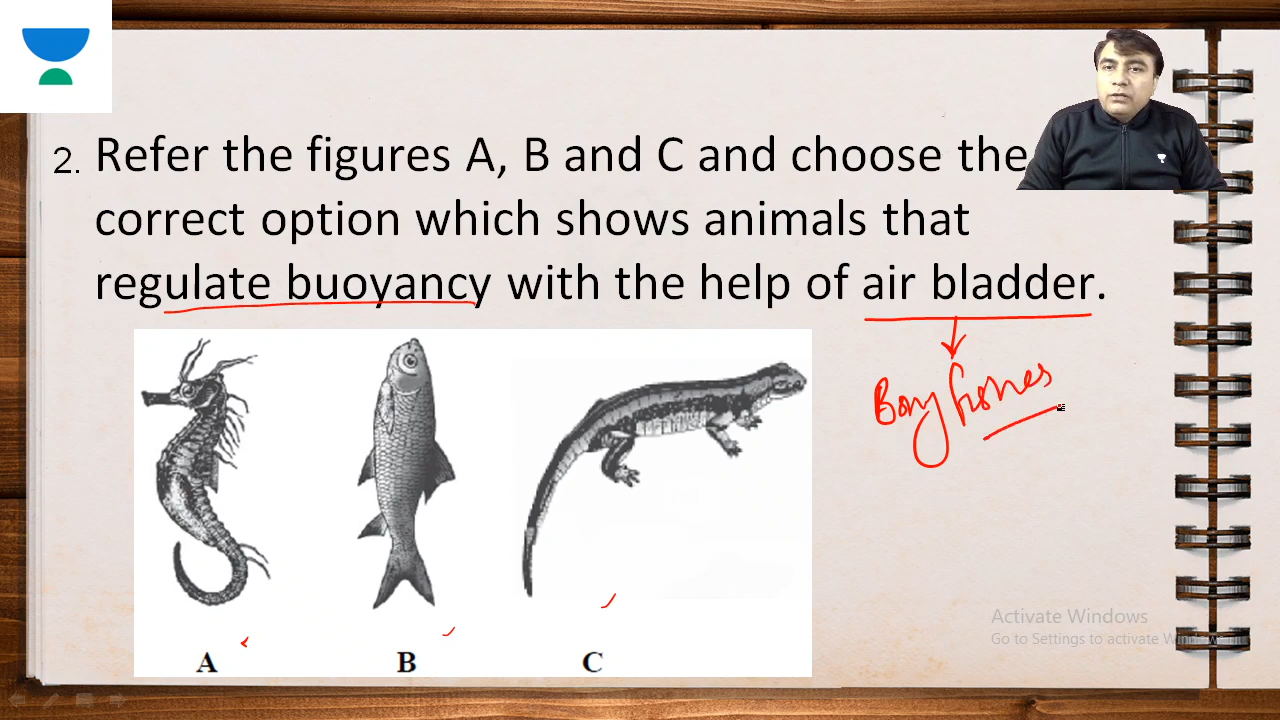 2. Refer the figures A, B and C and choose the
correct option which shows animals that
regulate buoyancy with the help of air bladder.
Bony fishes
A B C
Activate Windows
Go to Settings to activate Windows.